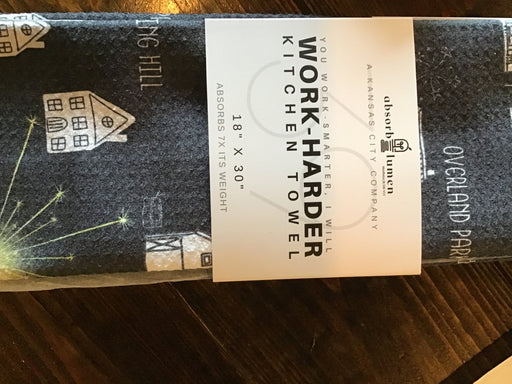 absorb lumen
A KANSAS CITY COMPANY
YOU WORK-SMARTER, I WILL
WORK-HARDER
KITCHEN TOWEL
18" X 30"
ABSORBS 7X ITS WEIGHT
OVERLAND PARK
HILL